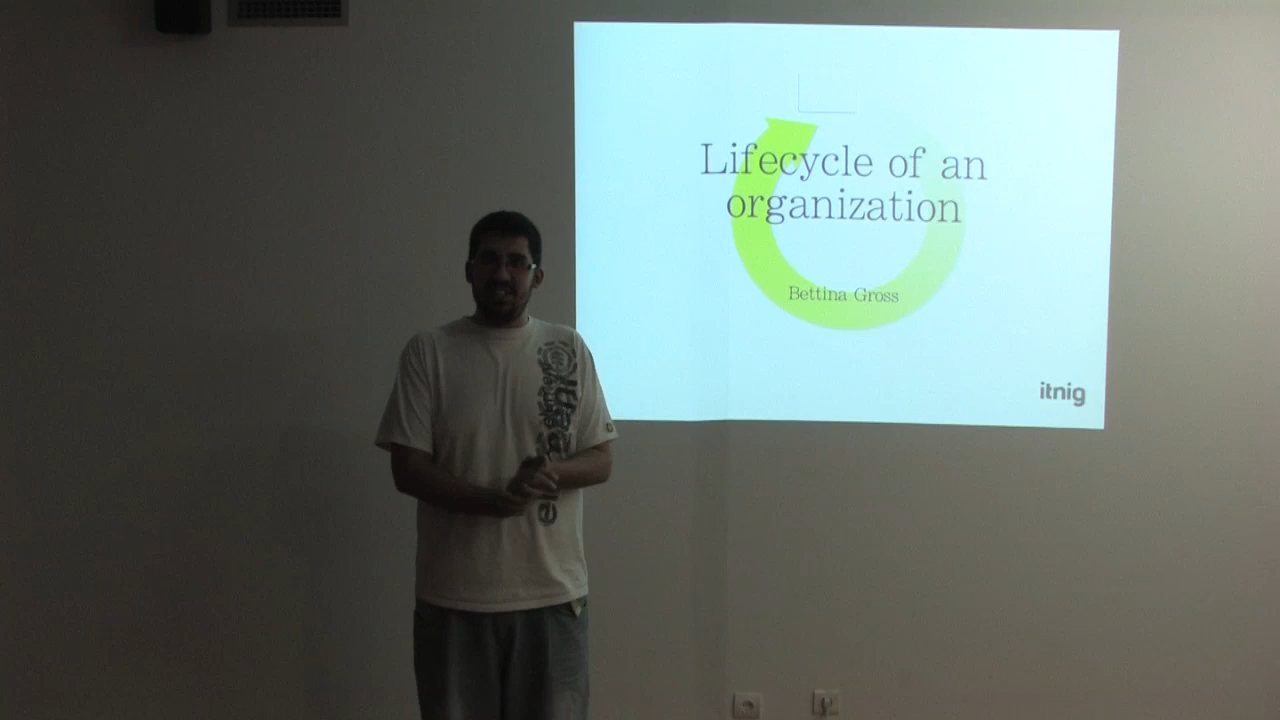 Lifecycle of an
organization
Bettina Gross
itnig